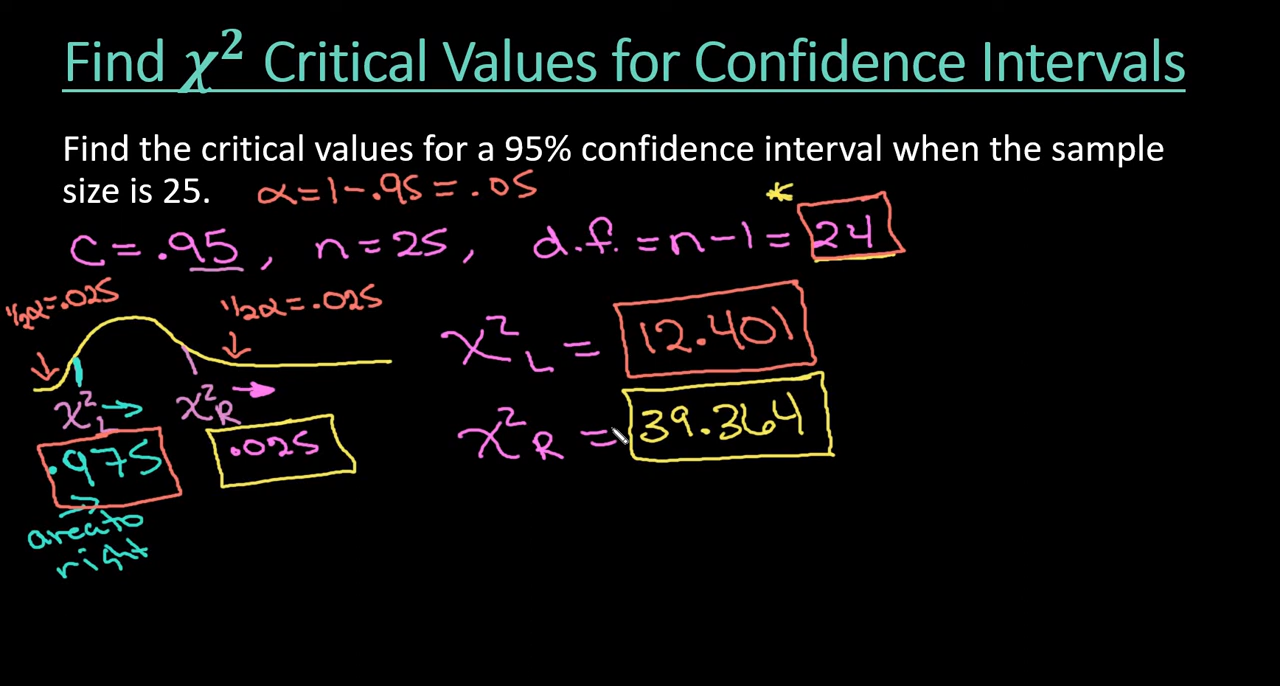 Find χ² Critical Values for Confidence Intervals
Find the critical values for a 95% confidence interval when the sample
size is 25. α=1-.95=.05
*
c=.95, n=25, d.f.=n-1=24
½α=.025
½α=.025
χ²L = 12.401
χ²L
χ²R
χ²R = 39.364
.975
.025
area to
right